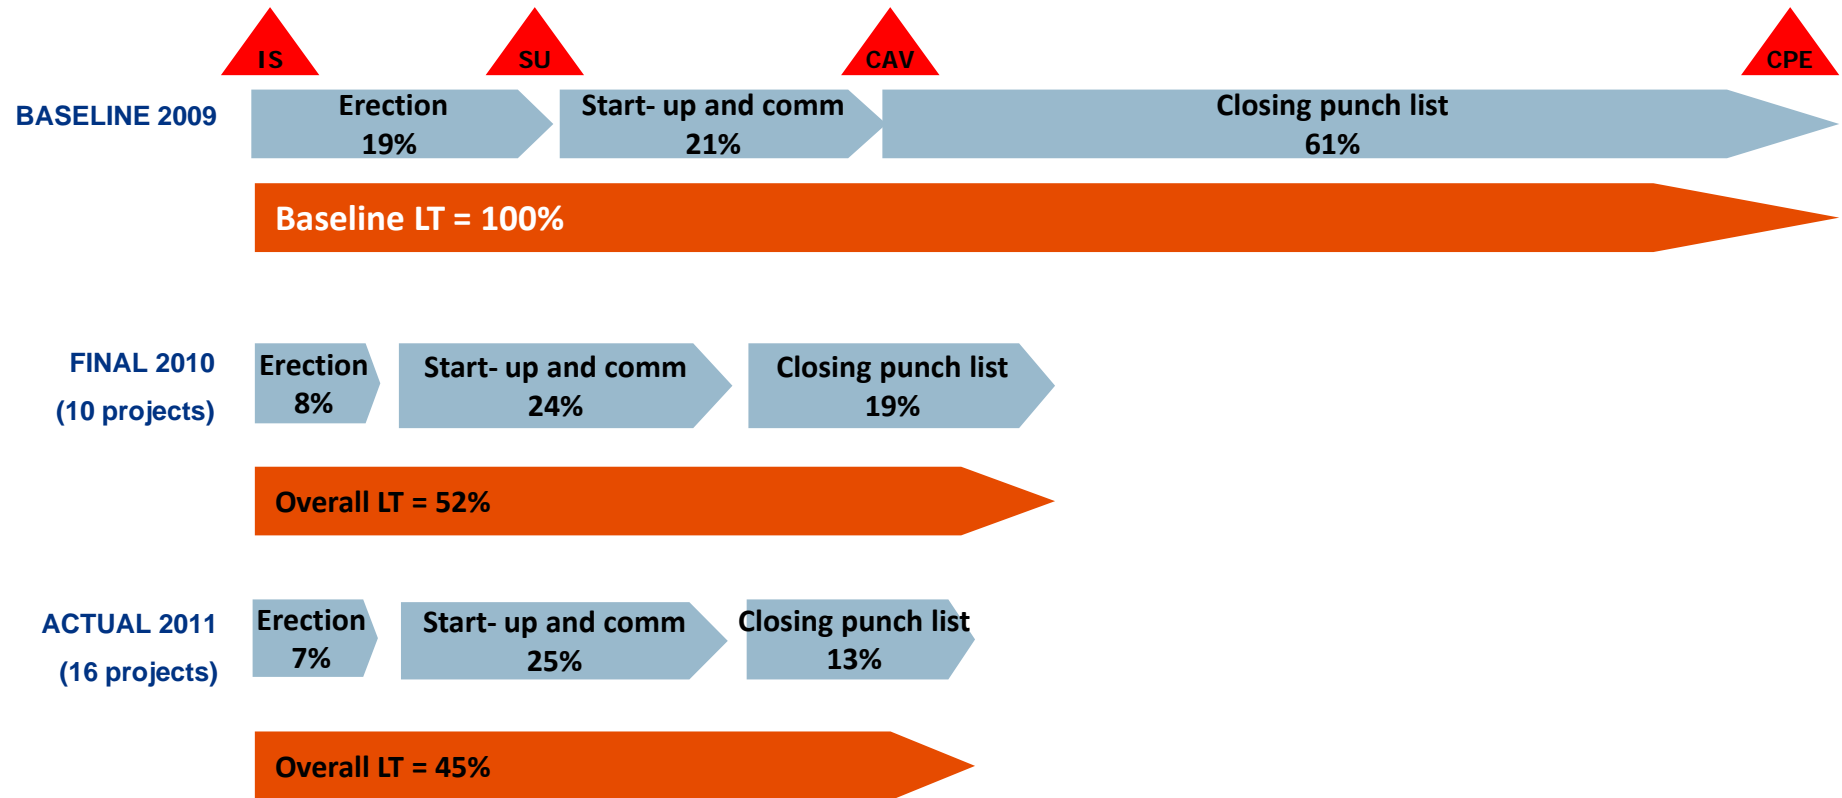 IS
SU
CAV
CPE
BASELINE 2009
Erection
19%
Start- up and comm
21%
Closing punch list
61%
Baseline LT = 100%
FINAL 2010
(10 projects)
Erection
8%
Start- up and comm
24%
Closing punch list
19%
Overall LT = 52%
ACTUAL 2011
(16 projects)
Erection
7%
Start- up and comm
25%
Closing punch list
13%
Overall LT = 45%